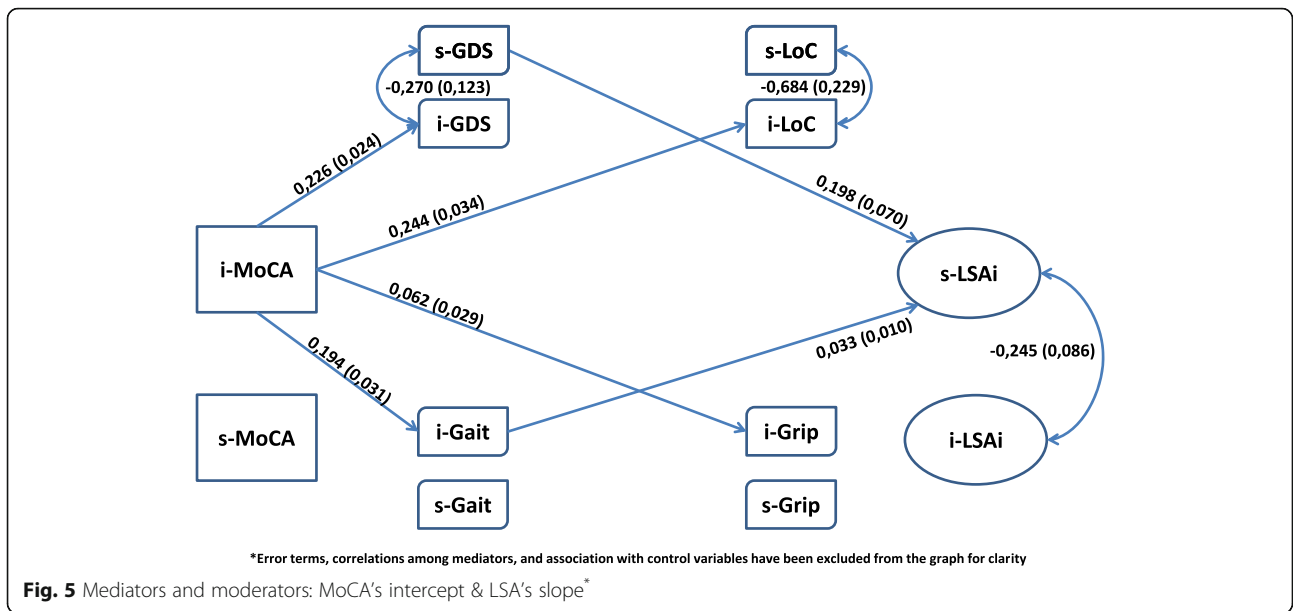 s-GDS
s-LoC
-0,270 (0,123)
-0,684 (0,229)
i-GDS
i-LoC
0,226 (0,024)
0,244 (0,034)
0,198 (0,070)
i-MoCA
s-LSAi
0,062 (0,029)
0,194 (0,031)
0,033 (0,010)
-0,245 (0,086)
s-MoCA
i-Gait
i-Grip
i-LSAi
s-Gait
s-Grip
*Error terms, correlations among mediators, and association with control variables have been excluded from the graph for clarity
Fig. 5 Mediators and moderators: MoCA's intercept & LSA's slope*